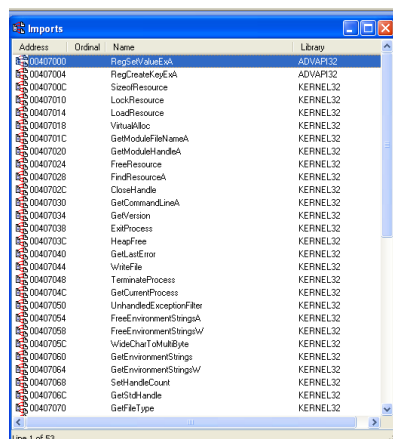 Imports
Address Ordinal Name Library
00407000 RegSetValueExA ADVAPI32
00407004 RegCreateKeyExA ADVAPI32
0040700C SizeofResource KERNEL32
00407010 LockResource KERNEL32
00407014 LoadResource KERNEL32
00407018 VirtualAlloc KERNEL32
0040701C GetModuleFileNameA KERNEL32
00407020 GetModuleHandleA KERNEL32
00407024 FreeResource KERNEL32
00407028 FindResourceA KERNEL32
0040702C CloseHandle KERNEL32
00407030 GetCommandLineA KERNEL32
00407034 GetVersion KERNEL32
00407038 ExitProcess KERNEL32
0040703C HeapFree KERNEL32
00407040 GetLastError KERNEL32
00407044 WriteFile KERNEL32
00407048 TerminateProcess KERNEL32
0040704C GetCurrentProcess KERNEL32
00407050 UnhandledExceptionFilter KERNEL32
00407054 FreeEnvironmentStringsA KERNEL32
00407058 FreeEnvironmentStringsW KERNEL32
0040705C WideCharToMultiByte KERNEL32
00407060 GetEnvironmentStrings KERNEL32
00407064 GetEnvironmentStringsW KERNEL32
00407068 SetHandleCount KERNEL32
0040706C GetStdHandle KERNEL32
00407070 GetFileType KERNEL32
Line 1 of 53